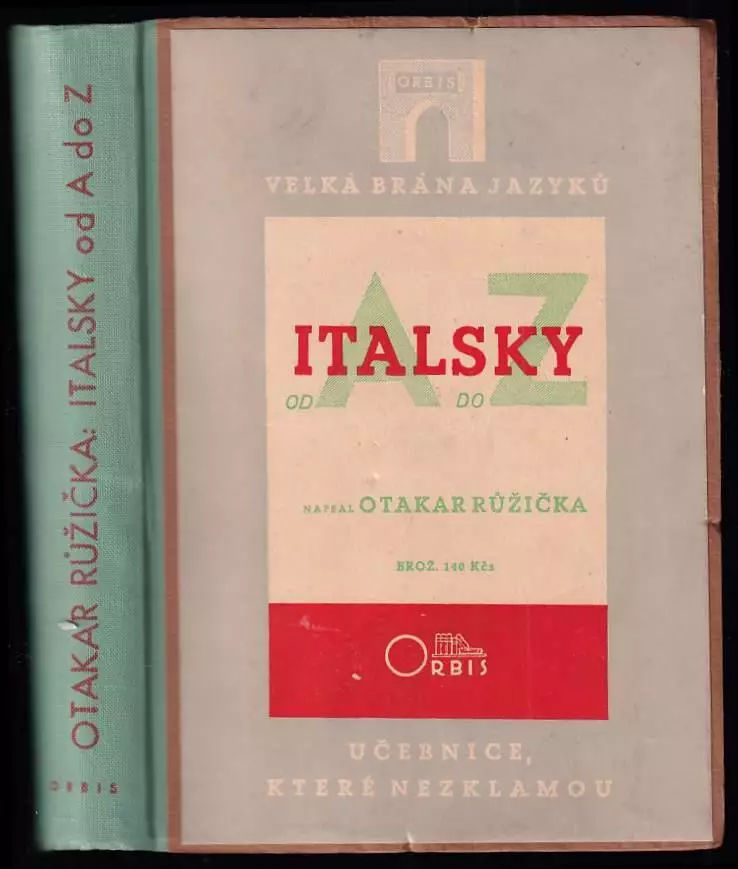 OTAKAR RŮŽIČKA: ITALSKY od A do Z
ORBIS
ORBIS
VELKÁ BRÁNA JAZYKŮ
A Z
ITALSKY
OD DO
NAPSAL OTAKAR RŮŽIČKA
BROŽ. 140 Kčs
ORBIS
UČEBNICE,
KTERÉ NEZKLAMOU